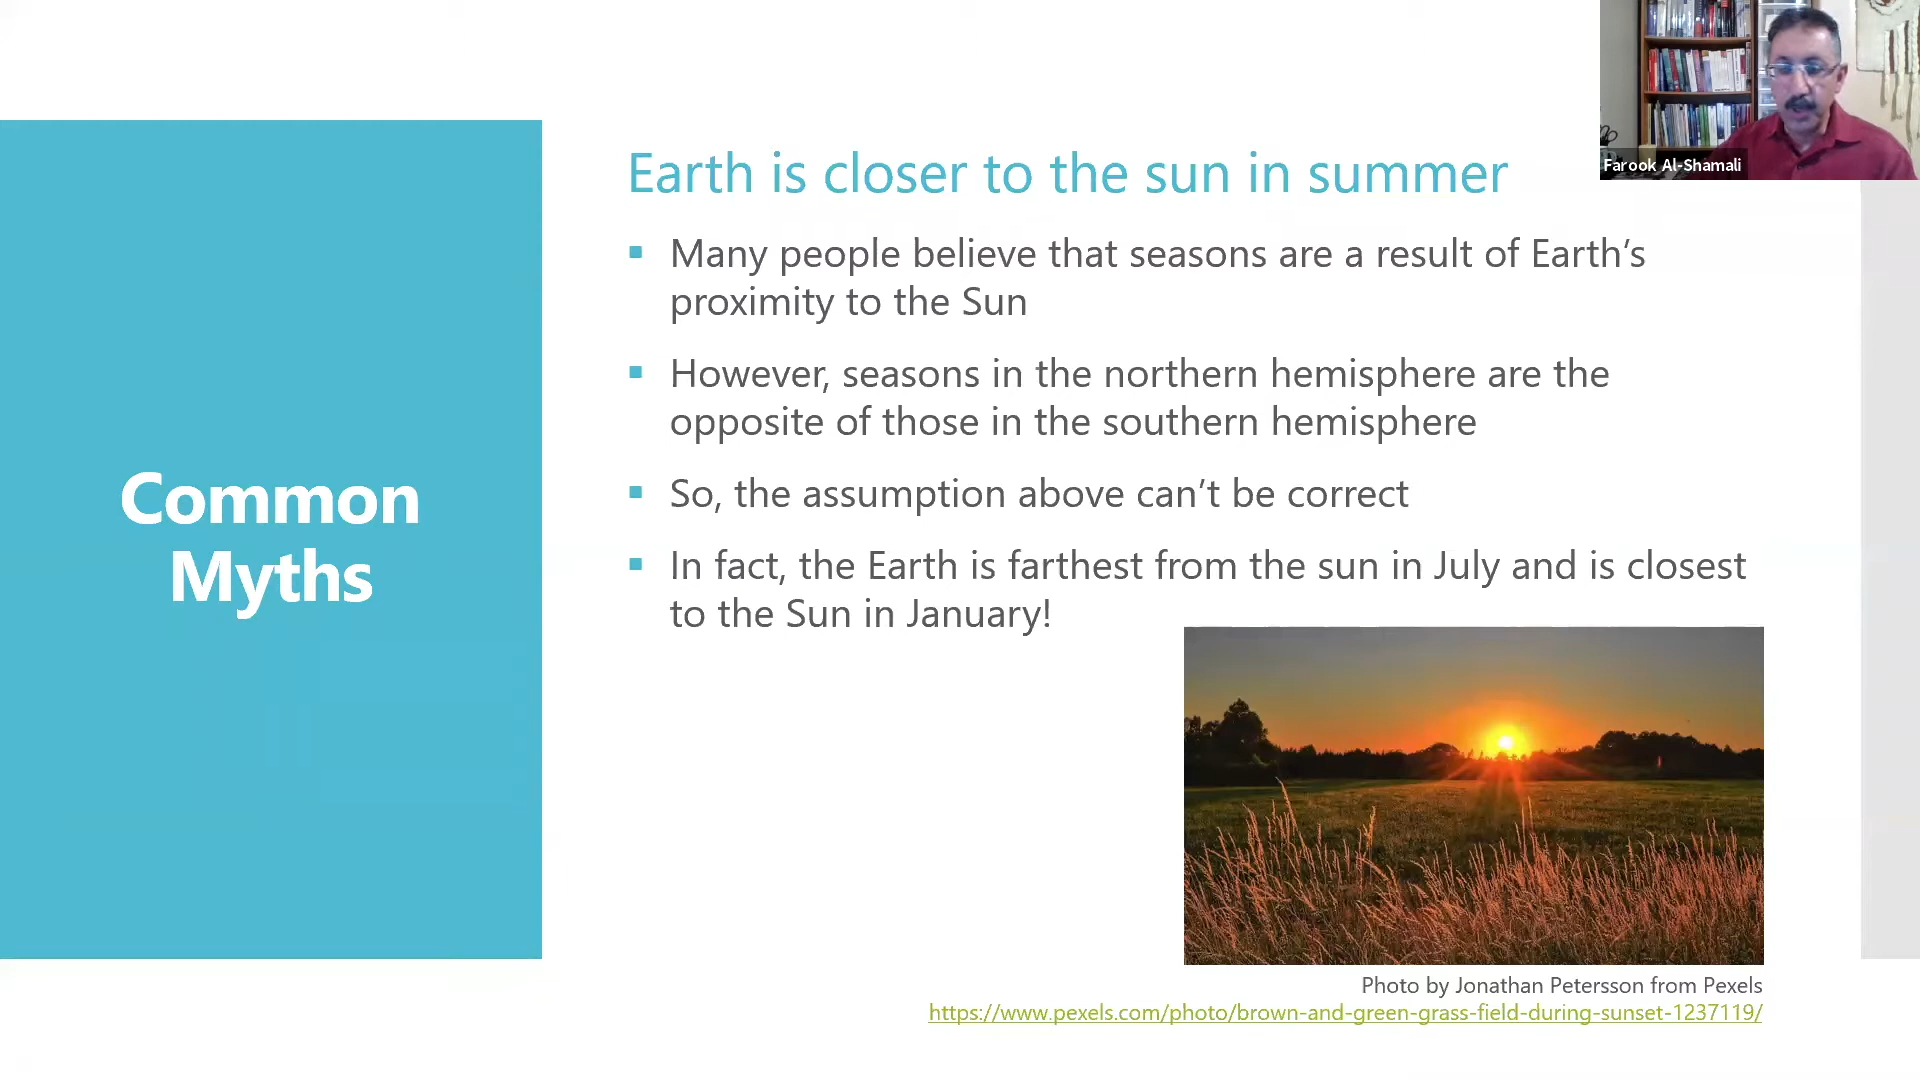 Common
Myths
Earth is closer to the sun in summer
▪ Many people believe that seasons are a result of Earth’s
proximity to the Sun
▪ However, seasons in the northern hemisphere are the
opposite of those in the southern hemisphere
▪ So, the assumption above can’t be correct
▪ In fact, the Earth is farthest from the sun in July and is closest
to the Sun in January!
Photo by Jonathan Petersson from Pexels
https://www.pexels.com/photo/brown-and-green-grass-field-during-sunset-1237119/
Farook Al-Shamali